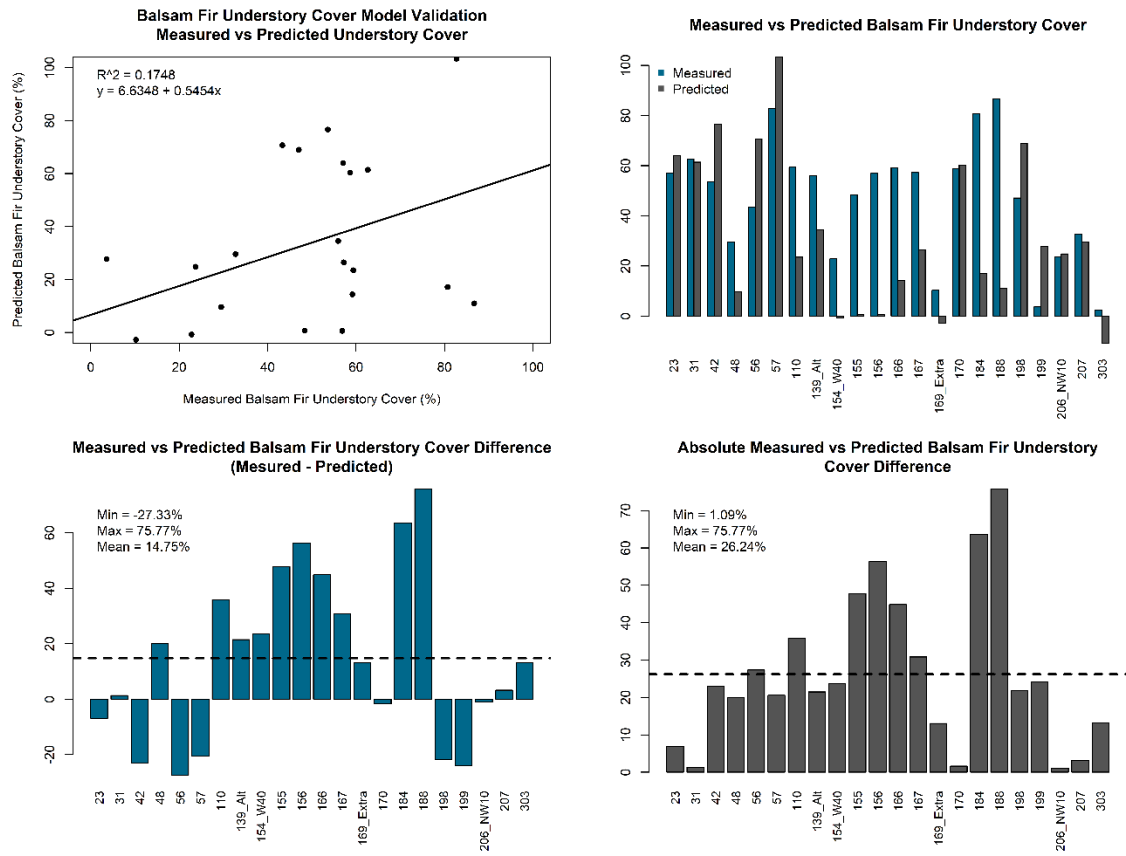 Balsam Fir Understory Cover Model Validation
Measured vs Predicted Understory Cover
R^2 = 0.1748
y = 6.6348 + 0.5454x
Predicted Balsam Fir Understory Cover (%)
100
80
60
40
20
0
0 20 40 60 80 100
Measured Balsam Fir Understory Cover (%)
Measured vs Predicted Balsam Fir Understory Cover
Measured
Predicted
100
80
60
40
20
0
23 31 42 48 56 57 110 139_Alt 154_W40 155 156 166 167 169_Extra 170 184 188 198 199 206_NW10 207 303
Measured vs Predicted Balsam Fir Understory Cover Difference
(Mesured - Predicted)
Min = -27.33%
Max = 75.77%
Mean = 14.75%
60
40
20
0
20
23 31 42 48 56 57 110 139_Alt 154_W40 155 156 166 167 169_Extra 170 184 188 198 199 206_NW10 207 303
Absolute Measured vs Predicted Balsam Fir Understory
Cover Difference
Min = 1.09%
Max = 75.77%
Mean = 26.24%
70
60
50
40
30
20
10
0
23 31 42 48 56 57 110 139_Alt 154_W40 155 156 166 167 169_Extra 170 184 188 198 199 206_NW10 207 303